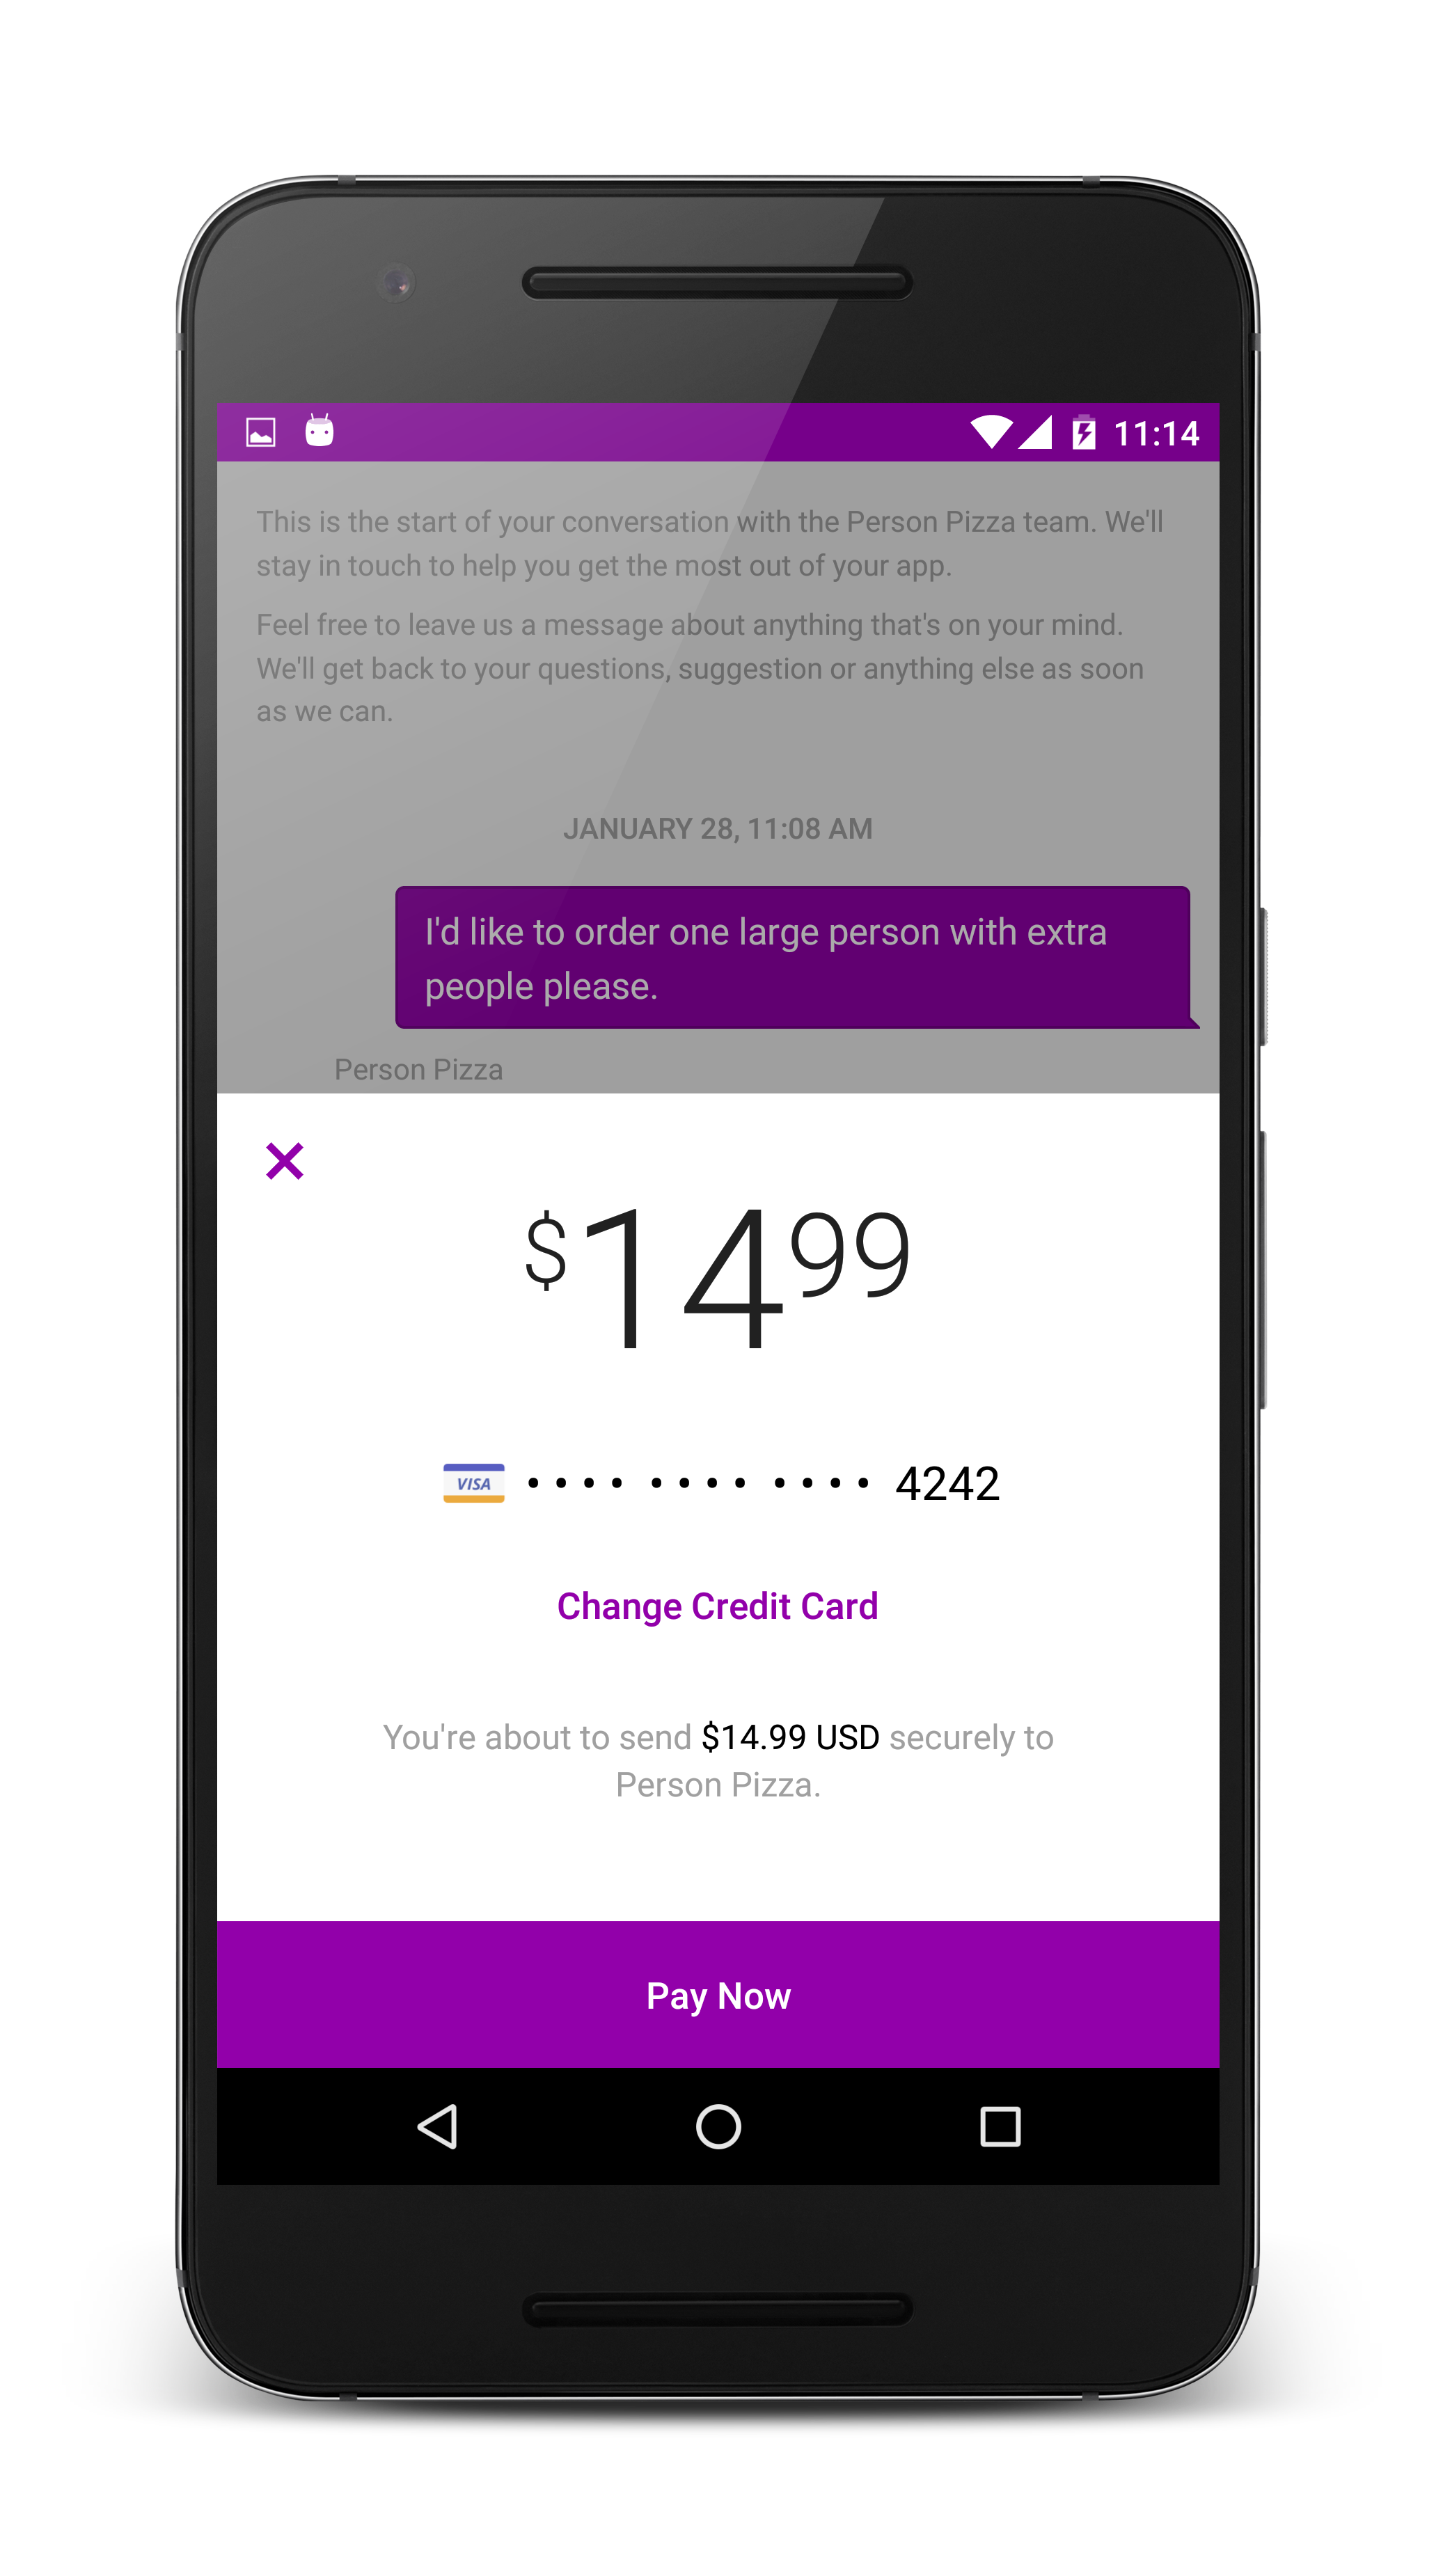 11:14
This is the start of your conversation with the Person Pizza team. We'll
stay in touch to help you get the most out of your app.
Feel free to leave us a message about anything that's on your mind.
We'll get back to your questions, suggestion or anything else as soon
as we can.
JANUARY 28, 11:08 AM
I'd like to order one large person with extra
people please.
Person Pizza
$1499
VISA •••• •••• •••• 4242
Change Credit Card
You're about to send $14.99 USD securely to
Person Pizza.
Pay Now